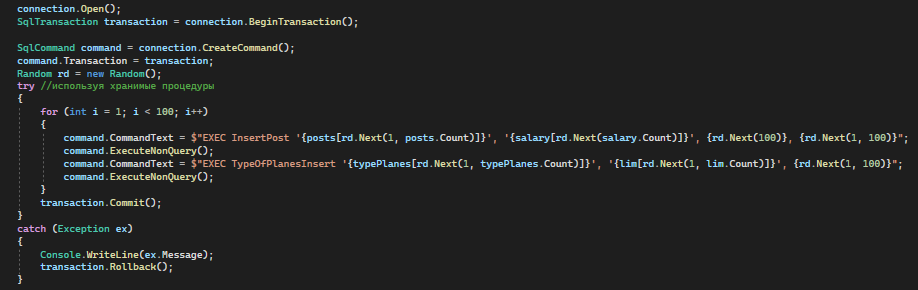 connection.Open();
SqlTransaction transaction = connection.BeginTransaction();
SqlCommand command = connection.CreateCommand();
command.Transaction = transaction;
Random rd = new Random();
try //используя хранимые процедуры
{
for (int i = 1; i < 100; i++)
{
command.CommandText = $"EXEC InsertPost '{posts[rd.Next(1, posts.Count)]}', '{salary[rd.Next(salary.Count)]}', {rd.Next(100)}, {rd.Next(1, 100)}";
command.ExecuteNonQuery();
command.CommandText = $"EXEC TypeOfPlanesInsert '{typePlanes[rd.Next(1, typePlanes.Count)]}', '{lim[rd.Next(1, lim.Count)]}', {rd.Next(1, 100)}";
command.ExecuteNonQuery();
}
transaction.Commit();
}
catch (Exception ex)
{
Console.WriteLine(ex.Message);
transaction.Rollback();
}